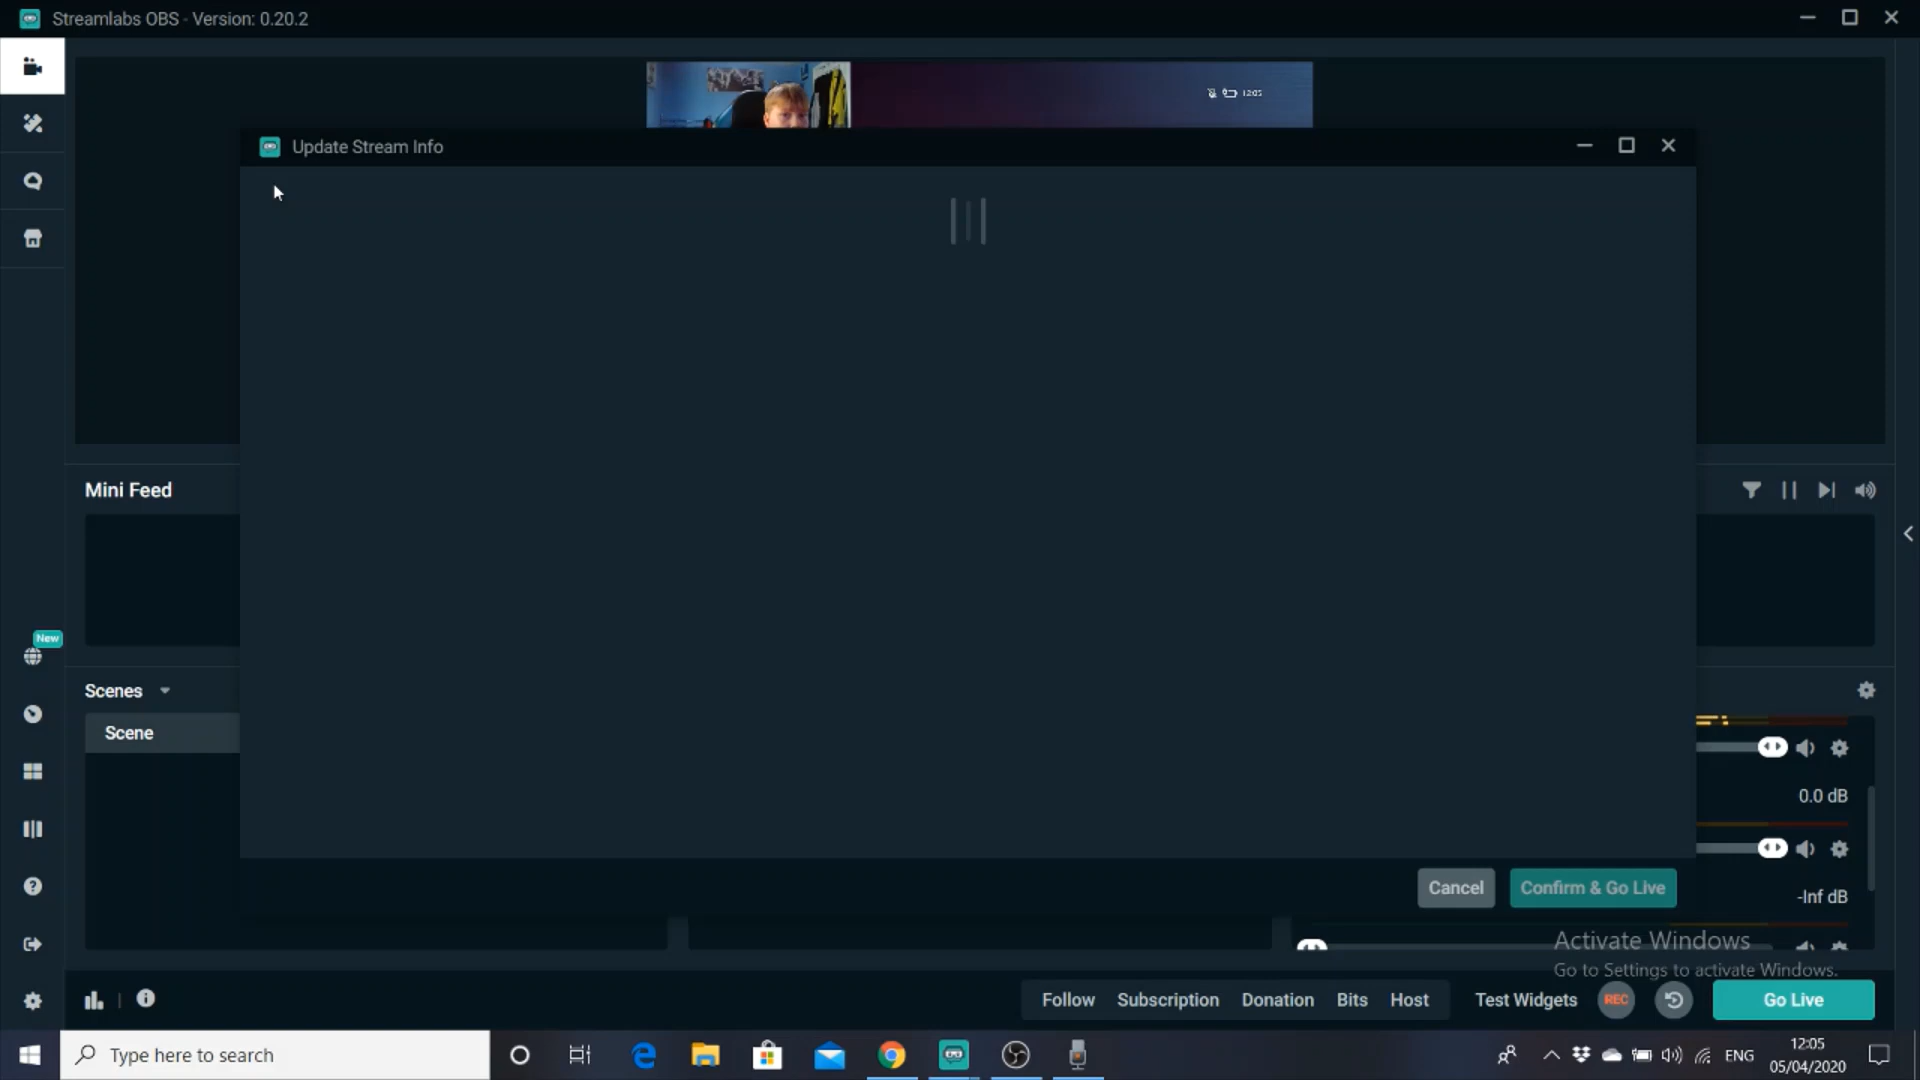 Streamlabs OBS - Version: 0.20.2
12:05
Update Stream Info
Mini Feed
New
Scenes
Scene
0.0 dB
-Inf dB
Cancel
Confirm & Go Live
Activate Windows
Go to Settings to activate Windows.
Follow
Subscription
Donation
Bits
Host
Test Widgets
REC
Go Live
Type here to search
ENG
12:05
05/04/2020